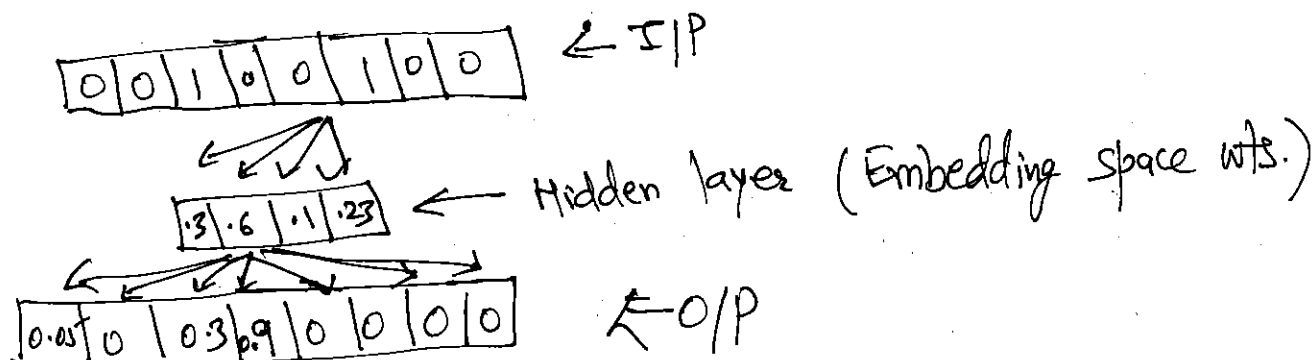 0 0 1 0 0 1 0 0 ← I/P
.3 .6 .1 .23 ← Hidden layer (Embedding space wts.)
0.05 0 0.3 0.9 0 0 0 0 ← O/P